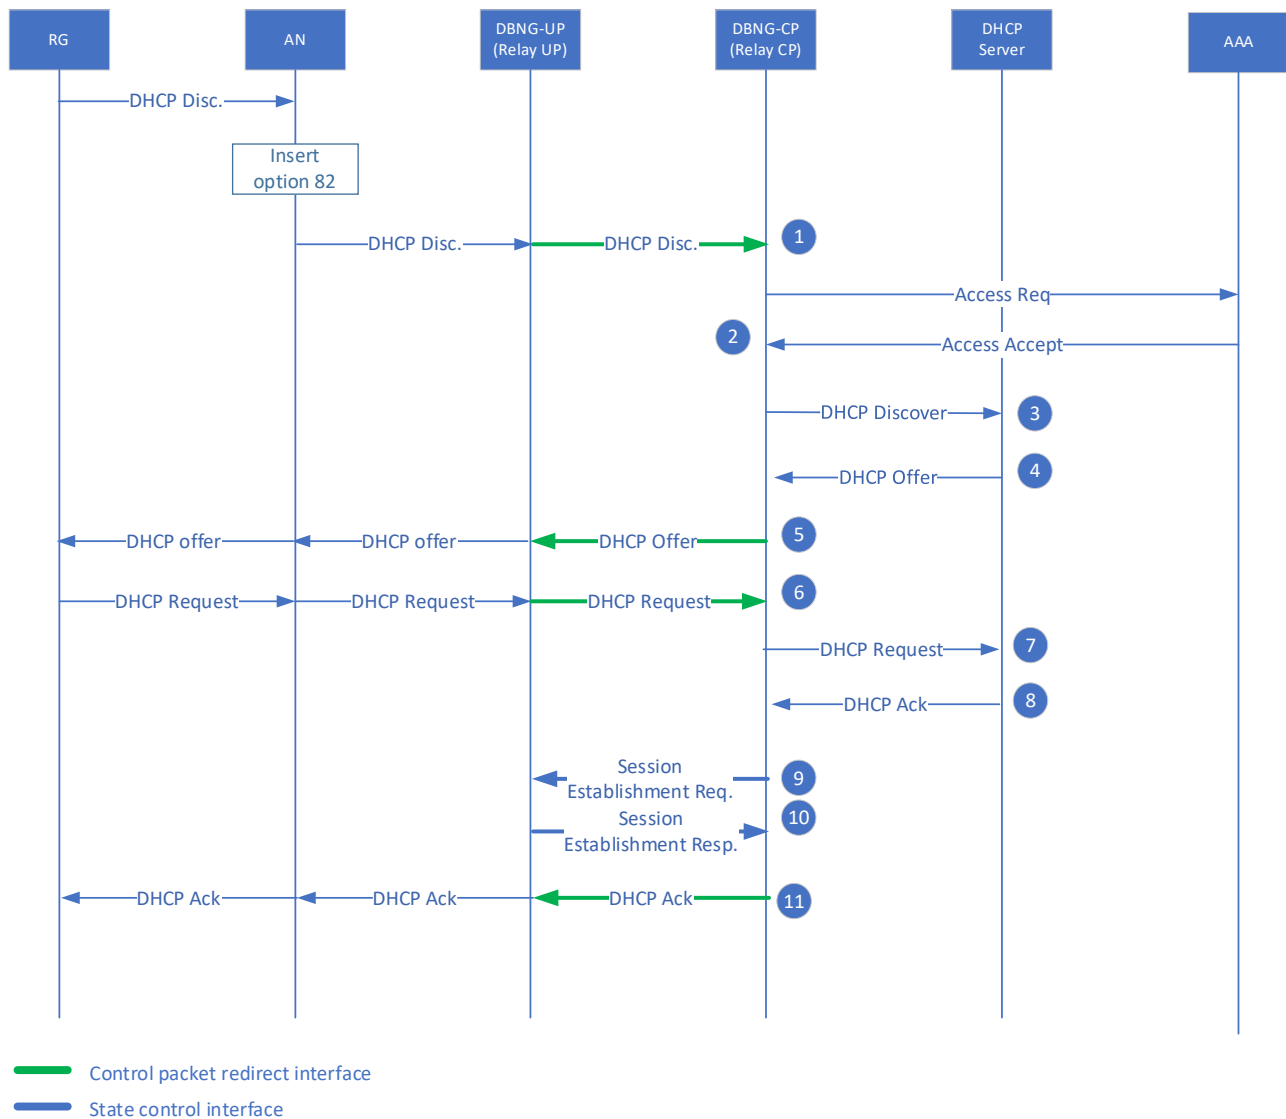 RG
AN
DBNG-UP
(Relay UP)
DBNG-CP
(Relay CP)
DHCP
Server
AAA
DHCP Disc.
Insert
option 82
DHCP Disc.
DHCP Disc.
1
Access Req
2
Access Accept
DHCP Discover
3
DHCP Offer
4
DHCP offer
DHCP offer
DHCP Offer
5
DHCP Request
DHCP Request
DHCP Request
6
DHCP Request
7
DHCP Ack
8
Session
Establishment Req.
9
Session
Establishment Resp.
10
DHCP Ack
DHCP Ack
DHCP Ack
11
Control packet redirect interface
State control interface